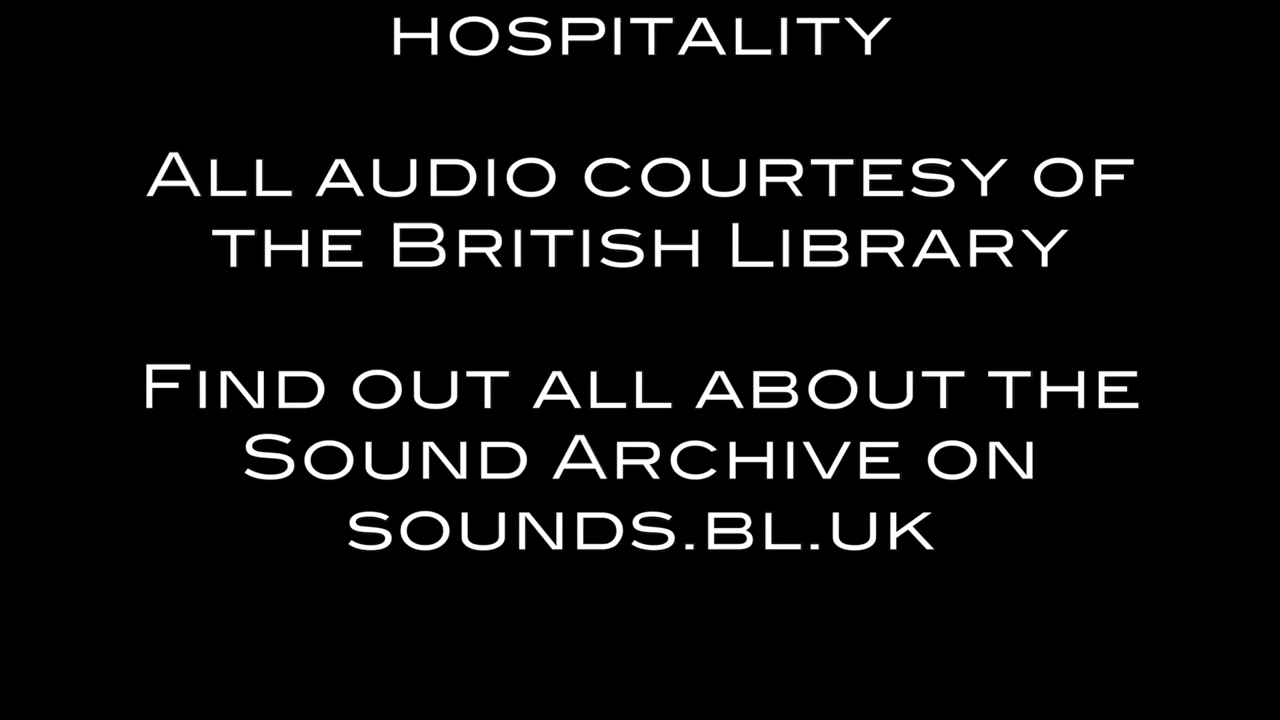 HOSPITALITY
ALL AUDIO COURTESY OF
THE BRITISH LIBRARY
FIND OUT ALL ABOUT THE
SOUND ARCHIVE ON
SOUNDS.BL.UK